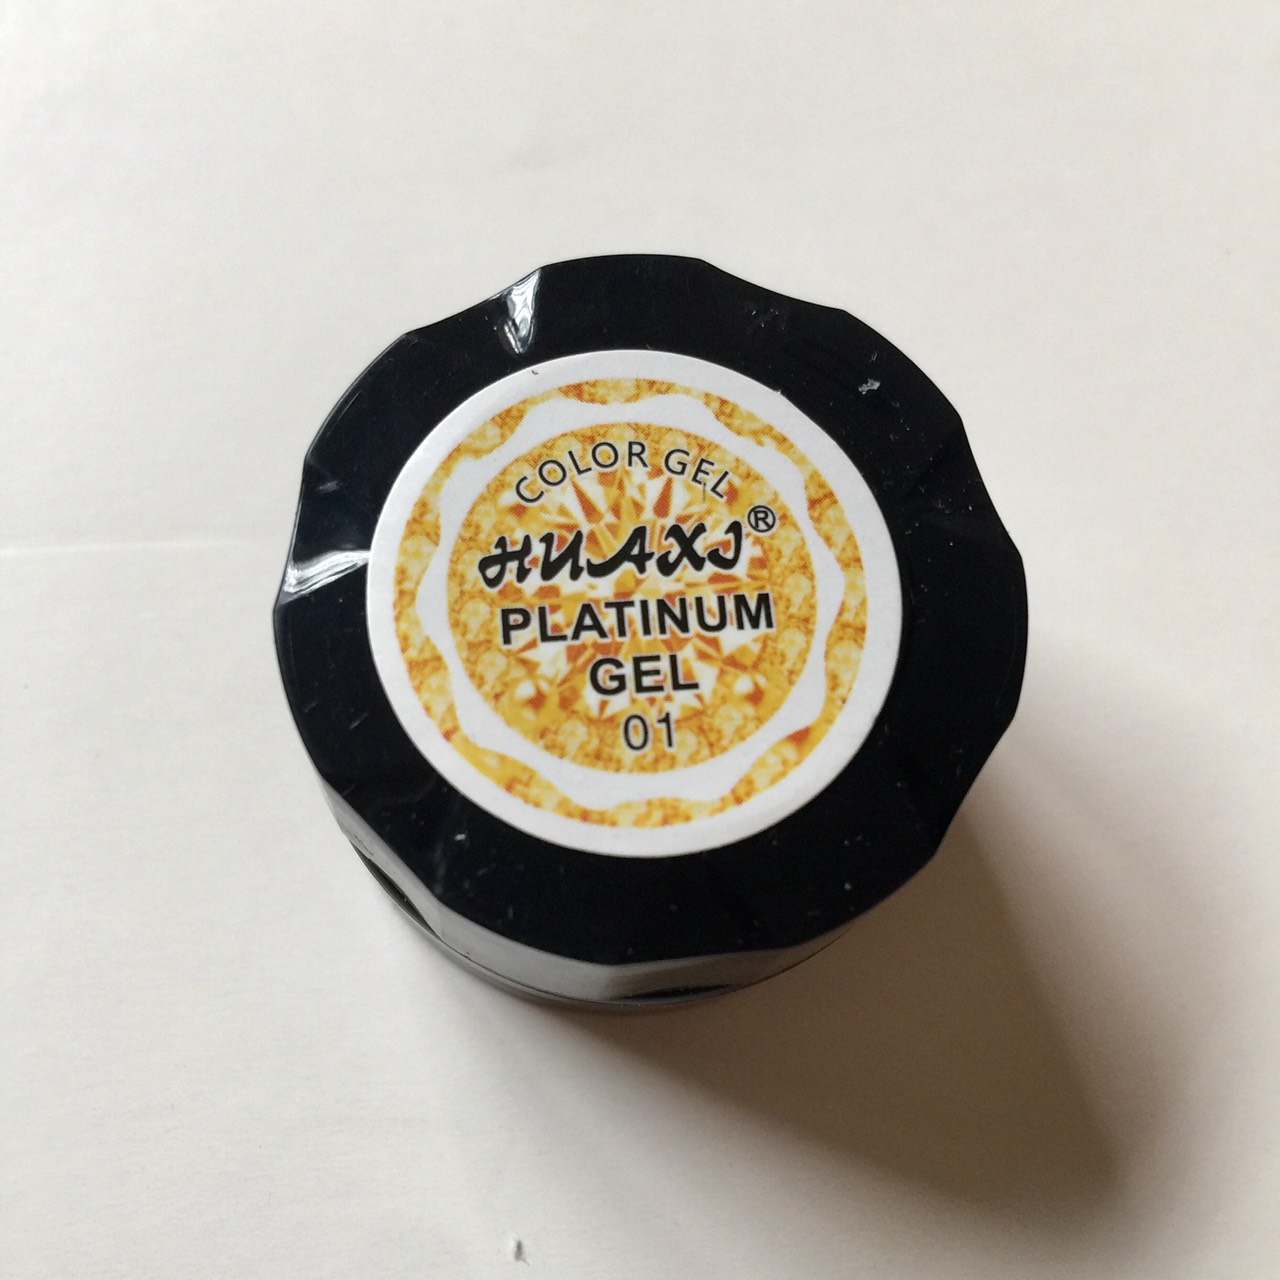 COLOR GEL
HUAXI®
PLATINUM
GEL
01